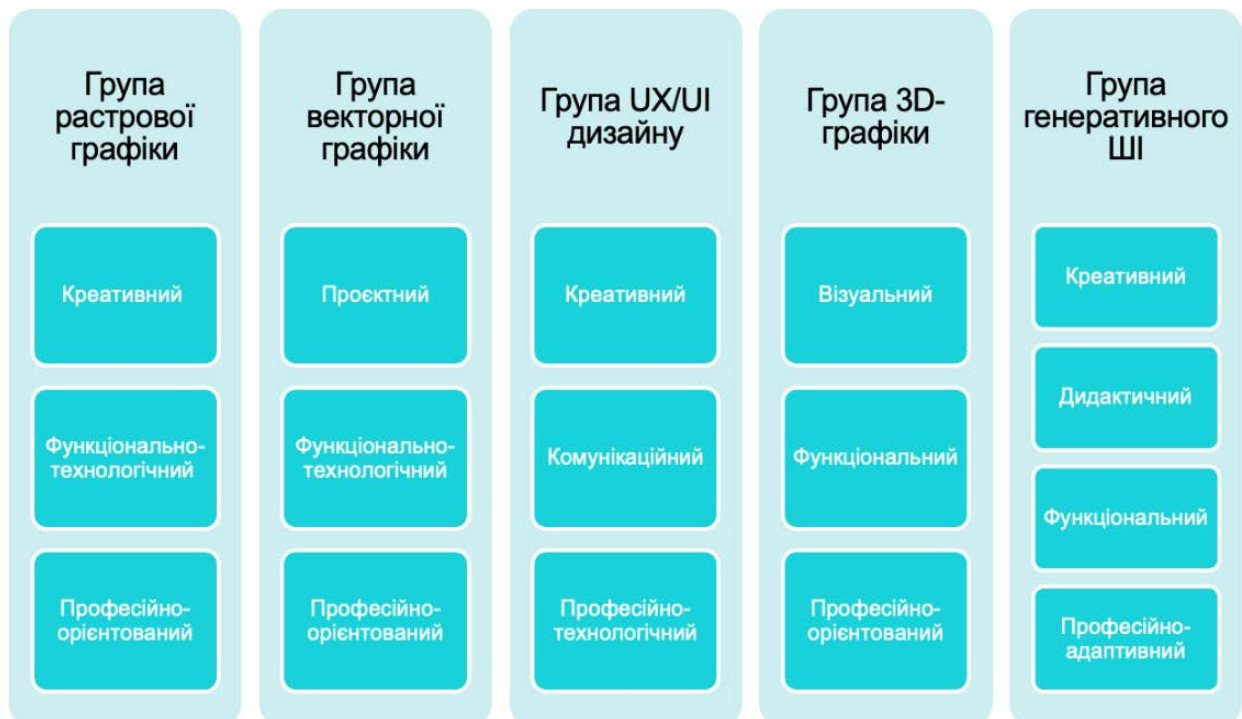 Група
растрової
графіки
Креативний
Функціонально-
технологічний
Професійно-
орієнтований
Група
векторної
графіки
Проєктний
Функціонально-
технологічний
Професійно-
орієнтований
Група UX/UI
дизайну
Креативний
Комунікаційний
Професійно-
технологічний
Група 3D-
графіки
Візуальний
Функціональний
Професійно-
орієнтований
Група
генеративного
ШІ
Креативний
Дидактичний
Функціональний
Професійно-
адаптивний